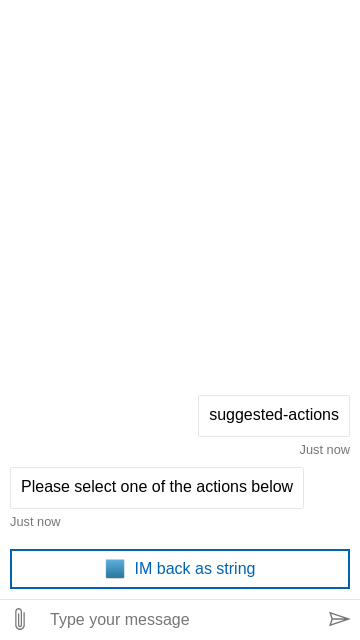 suggested-actions
Just now
Please select one of the actions below
Just now
IM back as string
Type your message